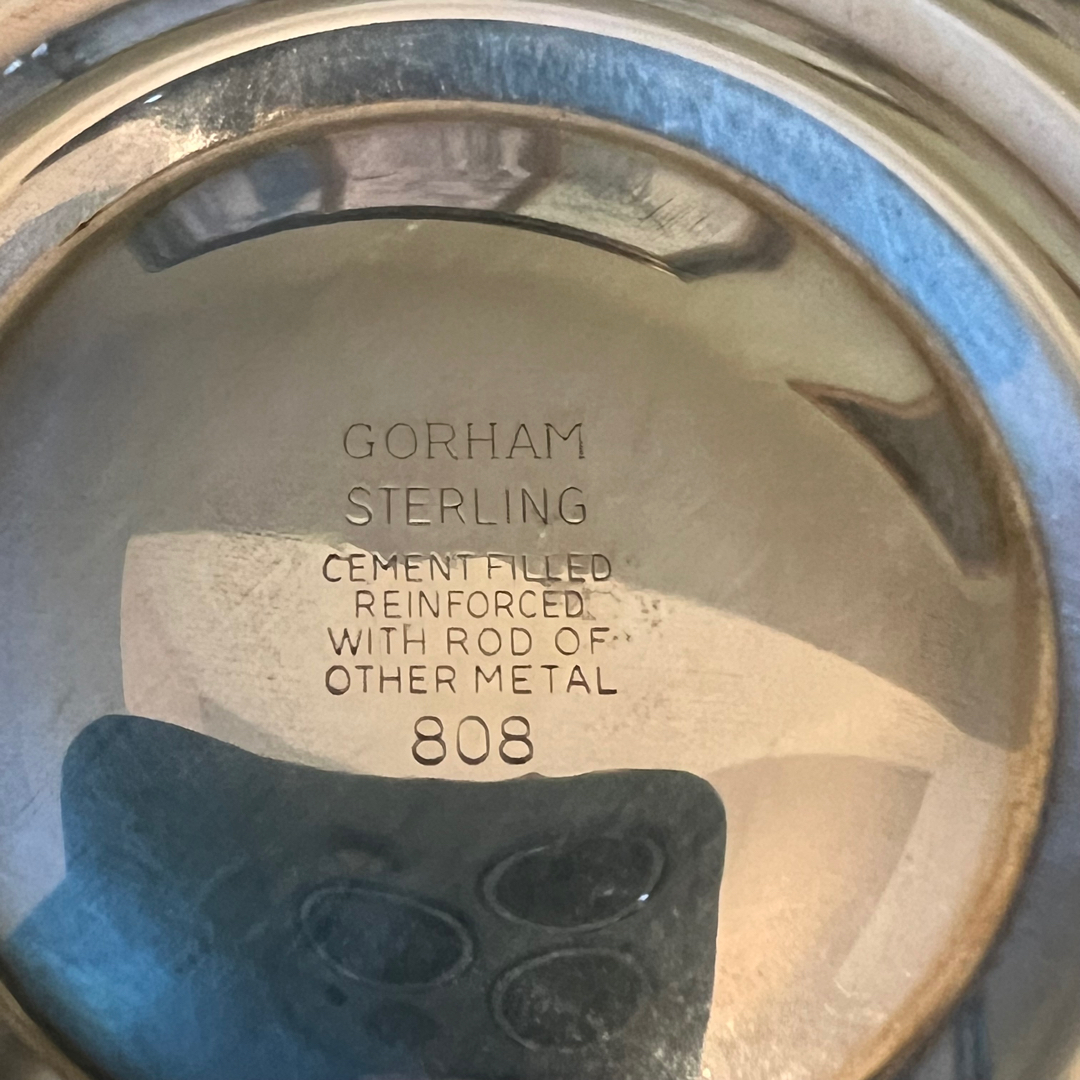 GORHAM
STERLING
CEMENT FILLED
REINFORCED
WITH ROD OF
OTHER METAL
808